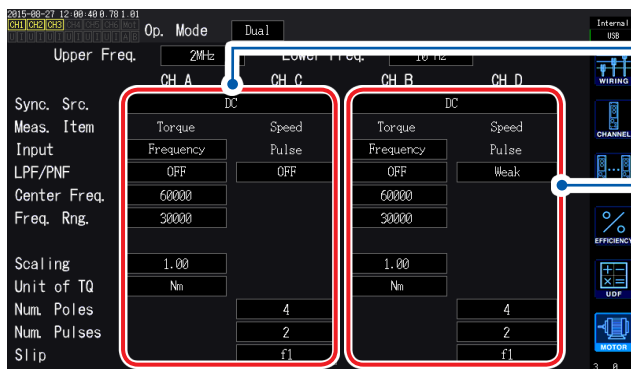 2015-08-27 12:00:40 0.78 1.01
CH1 CH2 CH3 CH4 CH5 CH6 Mot
U I U I U I U I U I U I A B
Op. Mode Dual
Internal
USB
Upper Freq. 2MHz Lower Freq. 10 Hz
CH A CH C CH B CH D
WIRING
Sync. Src. DC DC
Meas. Item Torque Speed Torque Speed
CHANNEL
Input Frequency Pulse Frequency Pulse
LPF/PNF OFF OFF OFF Weak
Center Freq. 60000 60000
Freq. Rng. 30000 30000
EFFICIENCY
Scaling 1.00 1.00
Unit of TQ Nm Nm
UDF
Num. Poles 4 4
Num. Pulses 2 2
MOTOR
Slip f1 f1